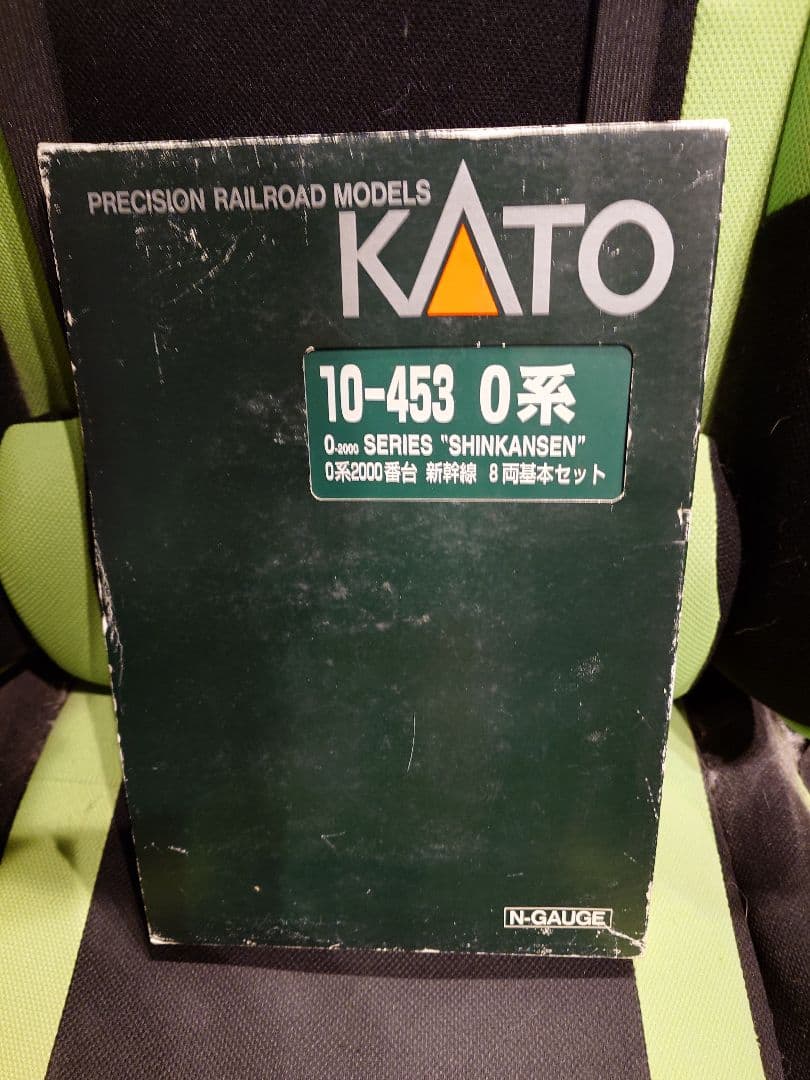 PRECISION RAILROAD MODELS
KATO
10-453 0系
0-2000 SERIES "SHINKANSEN"
0系2000番台 新幹線 8両基本セット
N-GAUGE